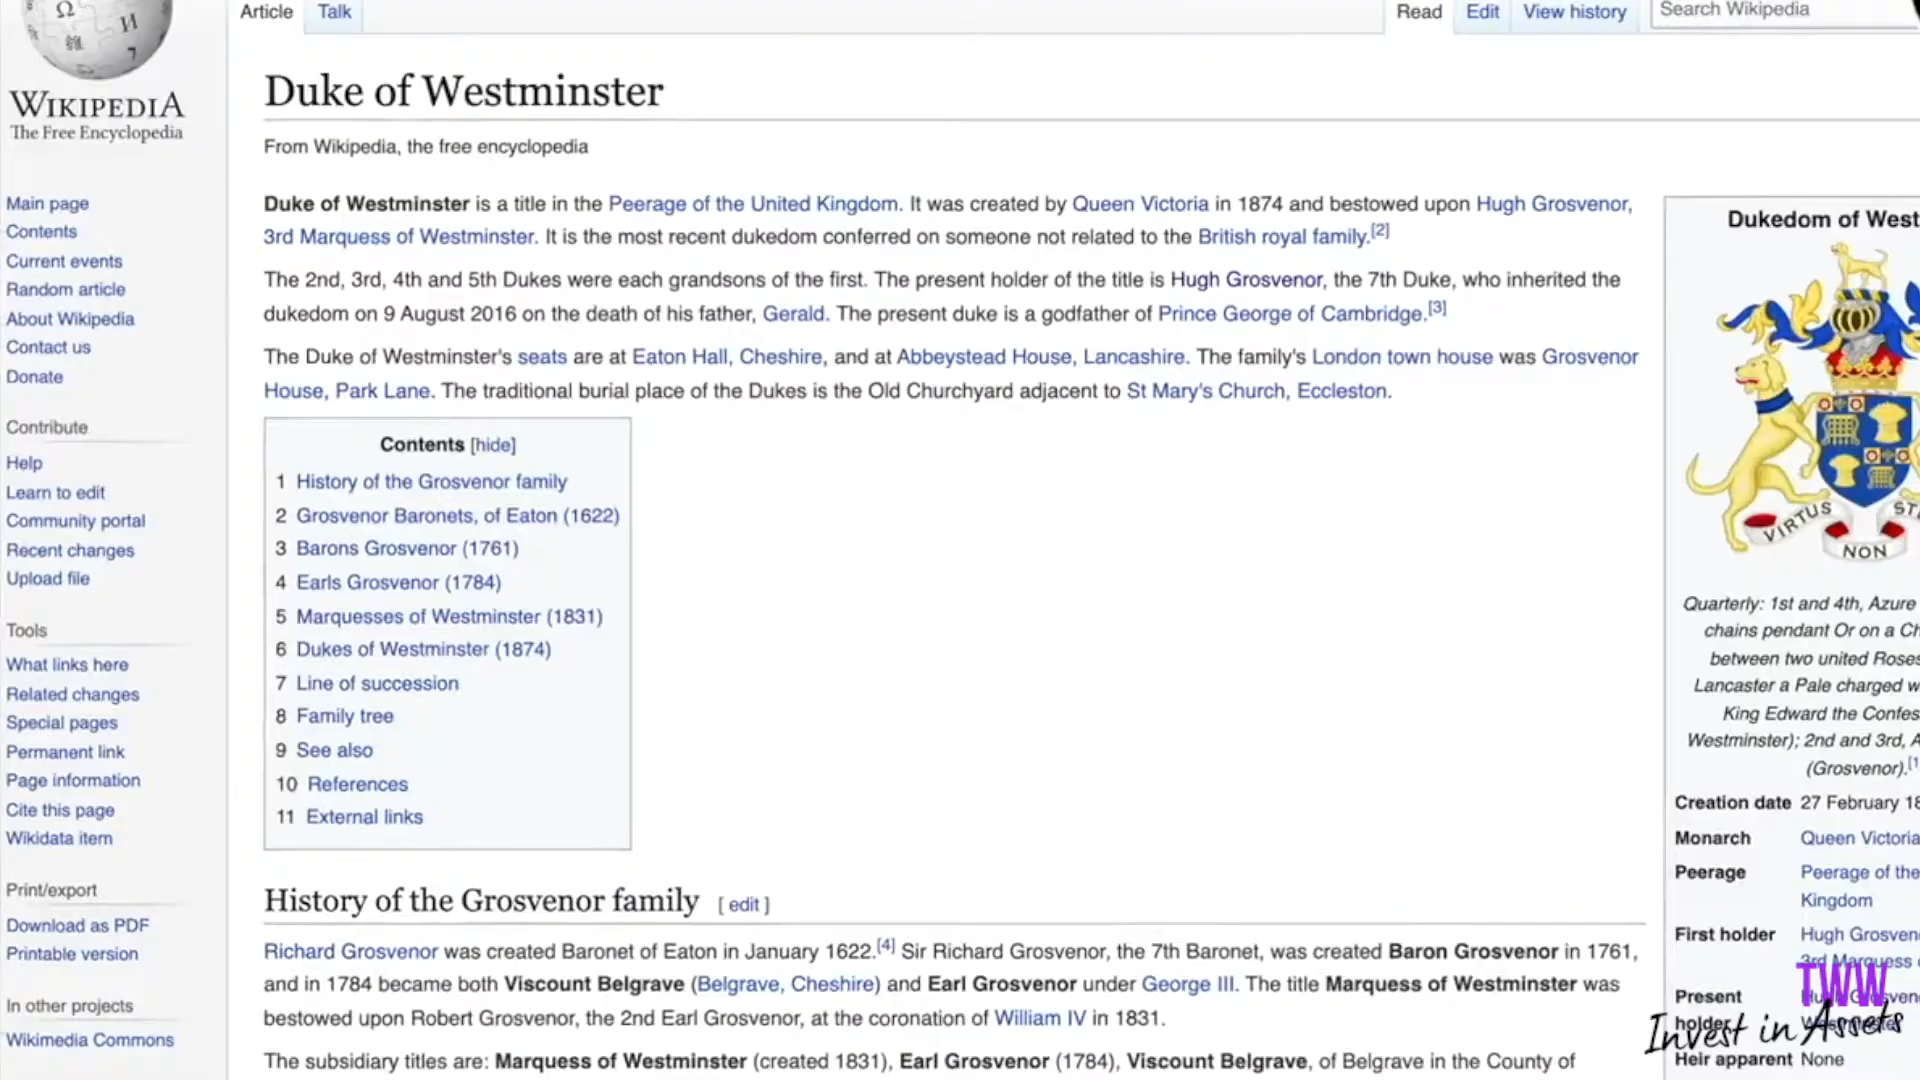 Article Talk Read Edit View history Search Wikipedia
WIKIPEDIA
The Free Encyclopedia
Main page
Contents
Current events
Random article
About Wikipedia
Contact us
Donate
Contribute
Help
Learn to edit
Community portal
Recent changes
Upload file
Tools
What links here
Related changes
Special pages
Permanent link
Page information
Cite this page
Wikidata item
Print/export
Download as PDF
Printable version
In other projects
Wikimedia Commons
Duke of Westminster
From Wikipedia, the free encyclopedia
Duke of Westminster is a title in the Peerage of the United Kingdom. It was created by Queen Victoria in 1874 and bestowed upon Hugh Grosvenor,
3rd Marquess of Westminster. It is the most recent dukedom conferred on someone not related to the British royal family.[2]
The 2nd, 3rd, 4th and 5th Dukes were each grandsons of the first. The present holder of the title is Hugh Grosvenor, the 7th Duke, who inherited the
dukedom on 9 August 2016 on the death of his father, Gerald. The present duke is a godfather of Prince George of Cambridge.[3]
The Duke of Westminster's seats are at Eaton Hall, Cheshire, and at Abbeystead House, Lancashire. The family's London town house was Grosvenor
House, Park Lane. The traditional burial place of the Dukes is the Old Churchyard adjacent to St Mary's Church, Eccleston.
Contents [hide]
1 History of the Grosvenor family
2 Grosvenor Baronets, of Eaton (1622)
3 Barons Grosvenor (1761)
4 Earls Grosvenor (1784)
5 Marquesses of Westminster (1831)
6 Dukes of Westminster (1874)
7 Line of succession
8 Family tree
9 See also
10 References
11 External links
History of the Grosvenor family [ edit ]
Richard Grosvenor was created Baronet of Eaton in January 1622.[4] Sir Richard Grosvenor, the 7th Baronet, was created Baron Grosvenor in 1761,
and in 1784 became both Viscount Belgrave (Belgrave, Cheshire) and Earl Grosvenor under George III. The title Marquess of Westminster was
bestowed upon Robert Grosvenor, the 2nd Earl Grosvenor, at the coronation of William IV in 1831.
The subsidiary titles are: Marquess of Westminster (created 1831), Earl Grosvenor (1784), Viscount Belgrave, of Belgrave in the County of
Dukedom of West
VIRTUS NON ST
Quarterly: 1st and 4th, Azure
chains pendant Or on a Ch
between two united Roses
Lancaster a Pale charged w
King Edward the Confes
Westminster); 2nd and 3rd, A
(Grosvenor).[1
Creation date 27 February 18
Monarch Queen Victoria
Peerage Peerage of the
Kingdom
First holder Hugh Grosveno
3rd Marquess
Present
holder
Heir apparent None
TWW
Invest in Assets